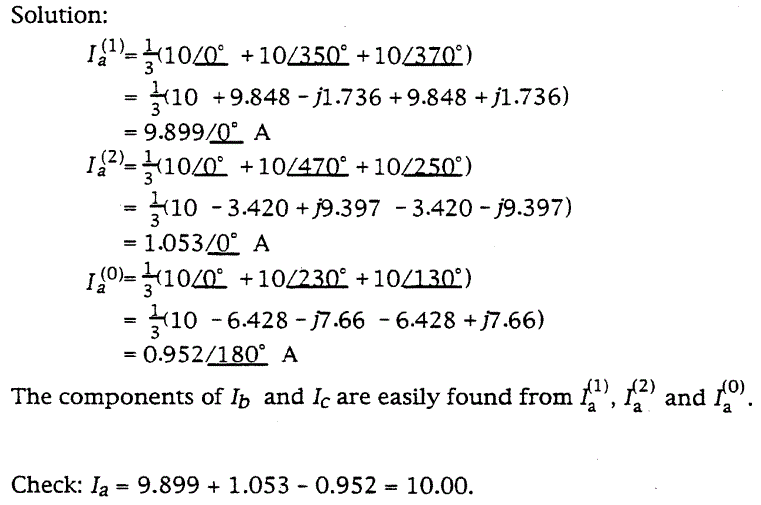 Solution:
I_a^(1) = 1/3(10/0° + 10/350° + 10/370°)
= 1/3(10 + 9.848 - j1.736 + 9.848 + j1.736)
= 9.899/0° A
I_a^(2) = 1/3(10/0° + 10/470° + 10/250°)
= 1/3(10 - 3.420 + j9.397 - 3.420 - j9.397)
= 1.053/0° A
I_a^(0) = 1/3(10/0° + 10/230° + 10/130°)
= 1/3(10 - 6.428 - j7.66 - 6.428 + j7.66)
= 0.952/180° A
The components of I_b and I_c are easily found from I_a^(1), I_a^(2) and I_a^(0).
Check: I_a = 9.899 + 1.053 - 0.952 = 10.00.